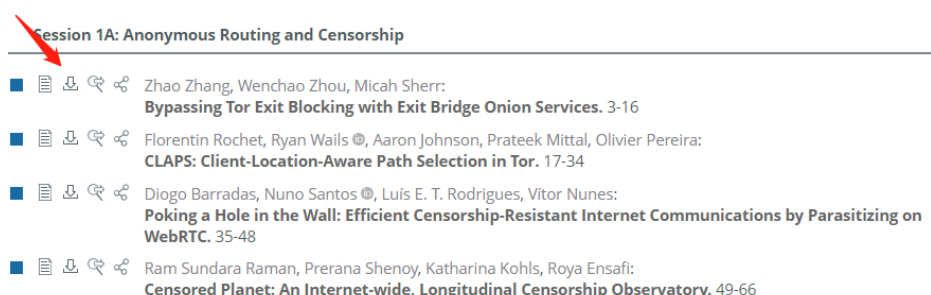 Session 1A: Anonymous Routing and Censorship
Zhao Zhang, Wenchao Zhou, Micah Sherr:
Bypassing Tor Exit Blocking with Exit Bridge Onion Services. 3-16
Florentin Rochet, Ryan Wails, Aaron Johnson, Prateek Mittal, Olivier Pereira:
CLAPS: Client-Location-Aware Path Selection in Tor. 17-34
Diogo Barradas, Nuno Santos, Luís E. T. Rodrigues, Vítor Nunes:
Poking a Hole in the Wall: Efficient Censorship-Resistant Internet Communications by Parasitizing on
WebRTC. 35-48
Ram Sundara Raman, Prerana Shenoy, Katharina Kohls, Roya Ensafi:
Censored Planet: An Internet-wide, Longitudinal Censorship Observatory. 49-66